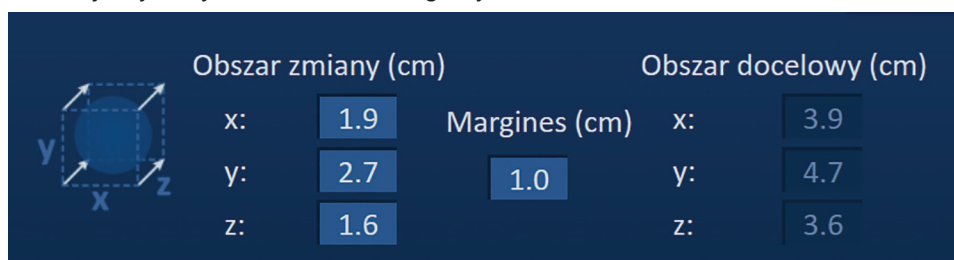 Obszar zmiany (cm) Obszar docelowy (cm)
x: 1.9 Margines (cm) x: 3.9
y y: 2.7 1.0 y: 4.7
x z z: 1.6 z: 3.6